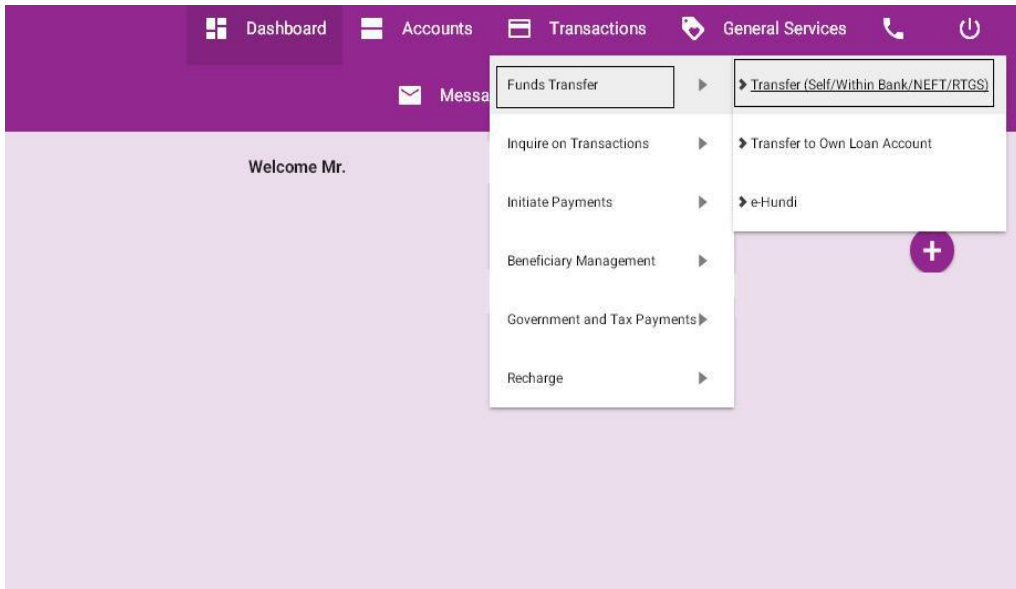 Dashboard
Accounts
Transactions
General Services
Messa
Funds Transfer
Transfer (Self/Within Bank/NEFT/RTGS)
Inquire on Transactions
Transfer to Own Loan Account
Welcome Mr.
Initiate Payments
e-Hundi
Beneficiary Management
Government and Tax Payments
Recharge